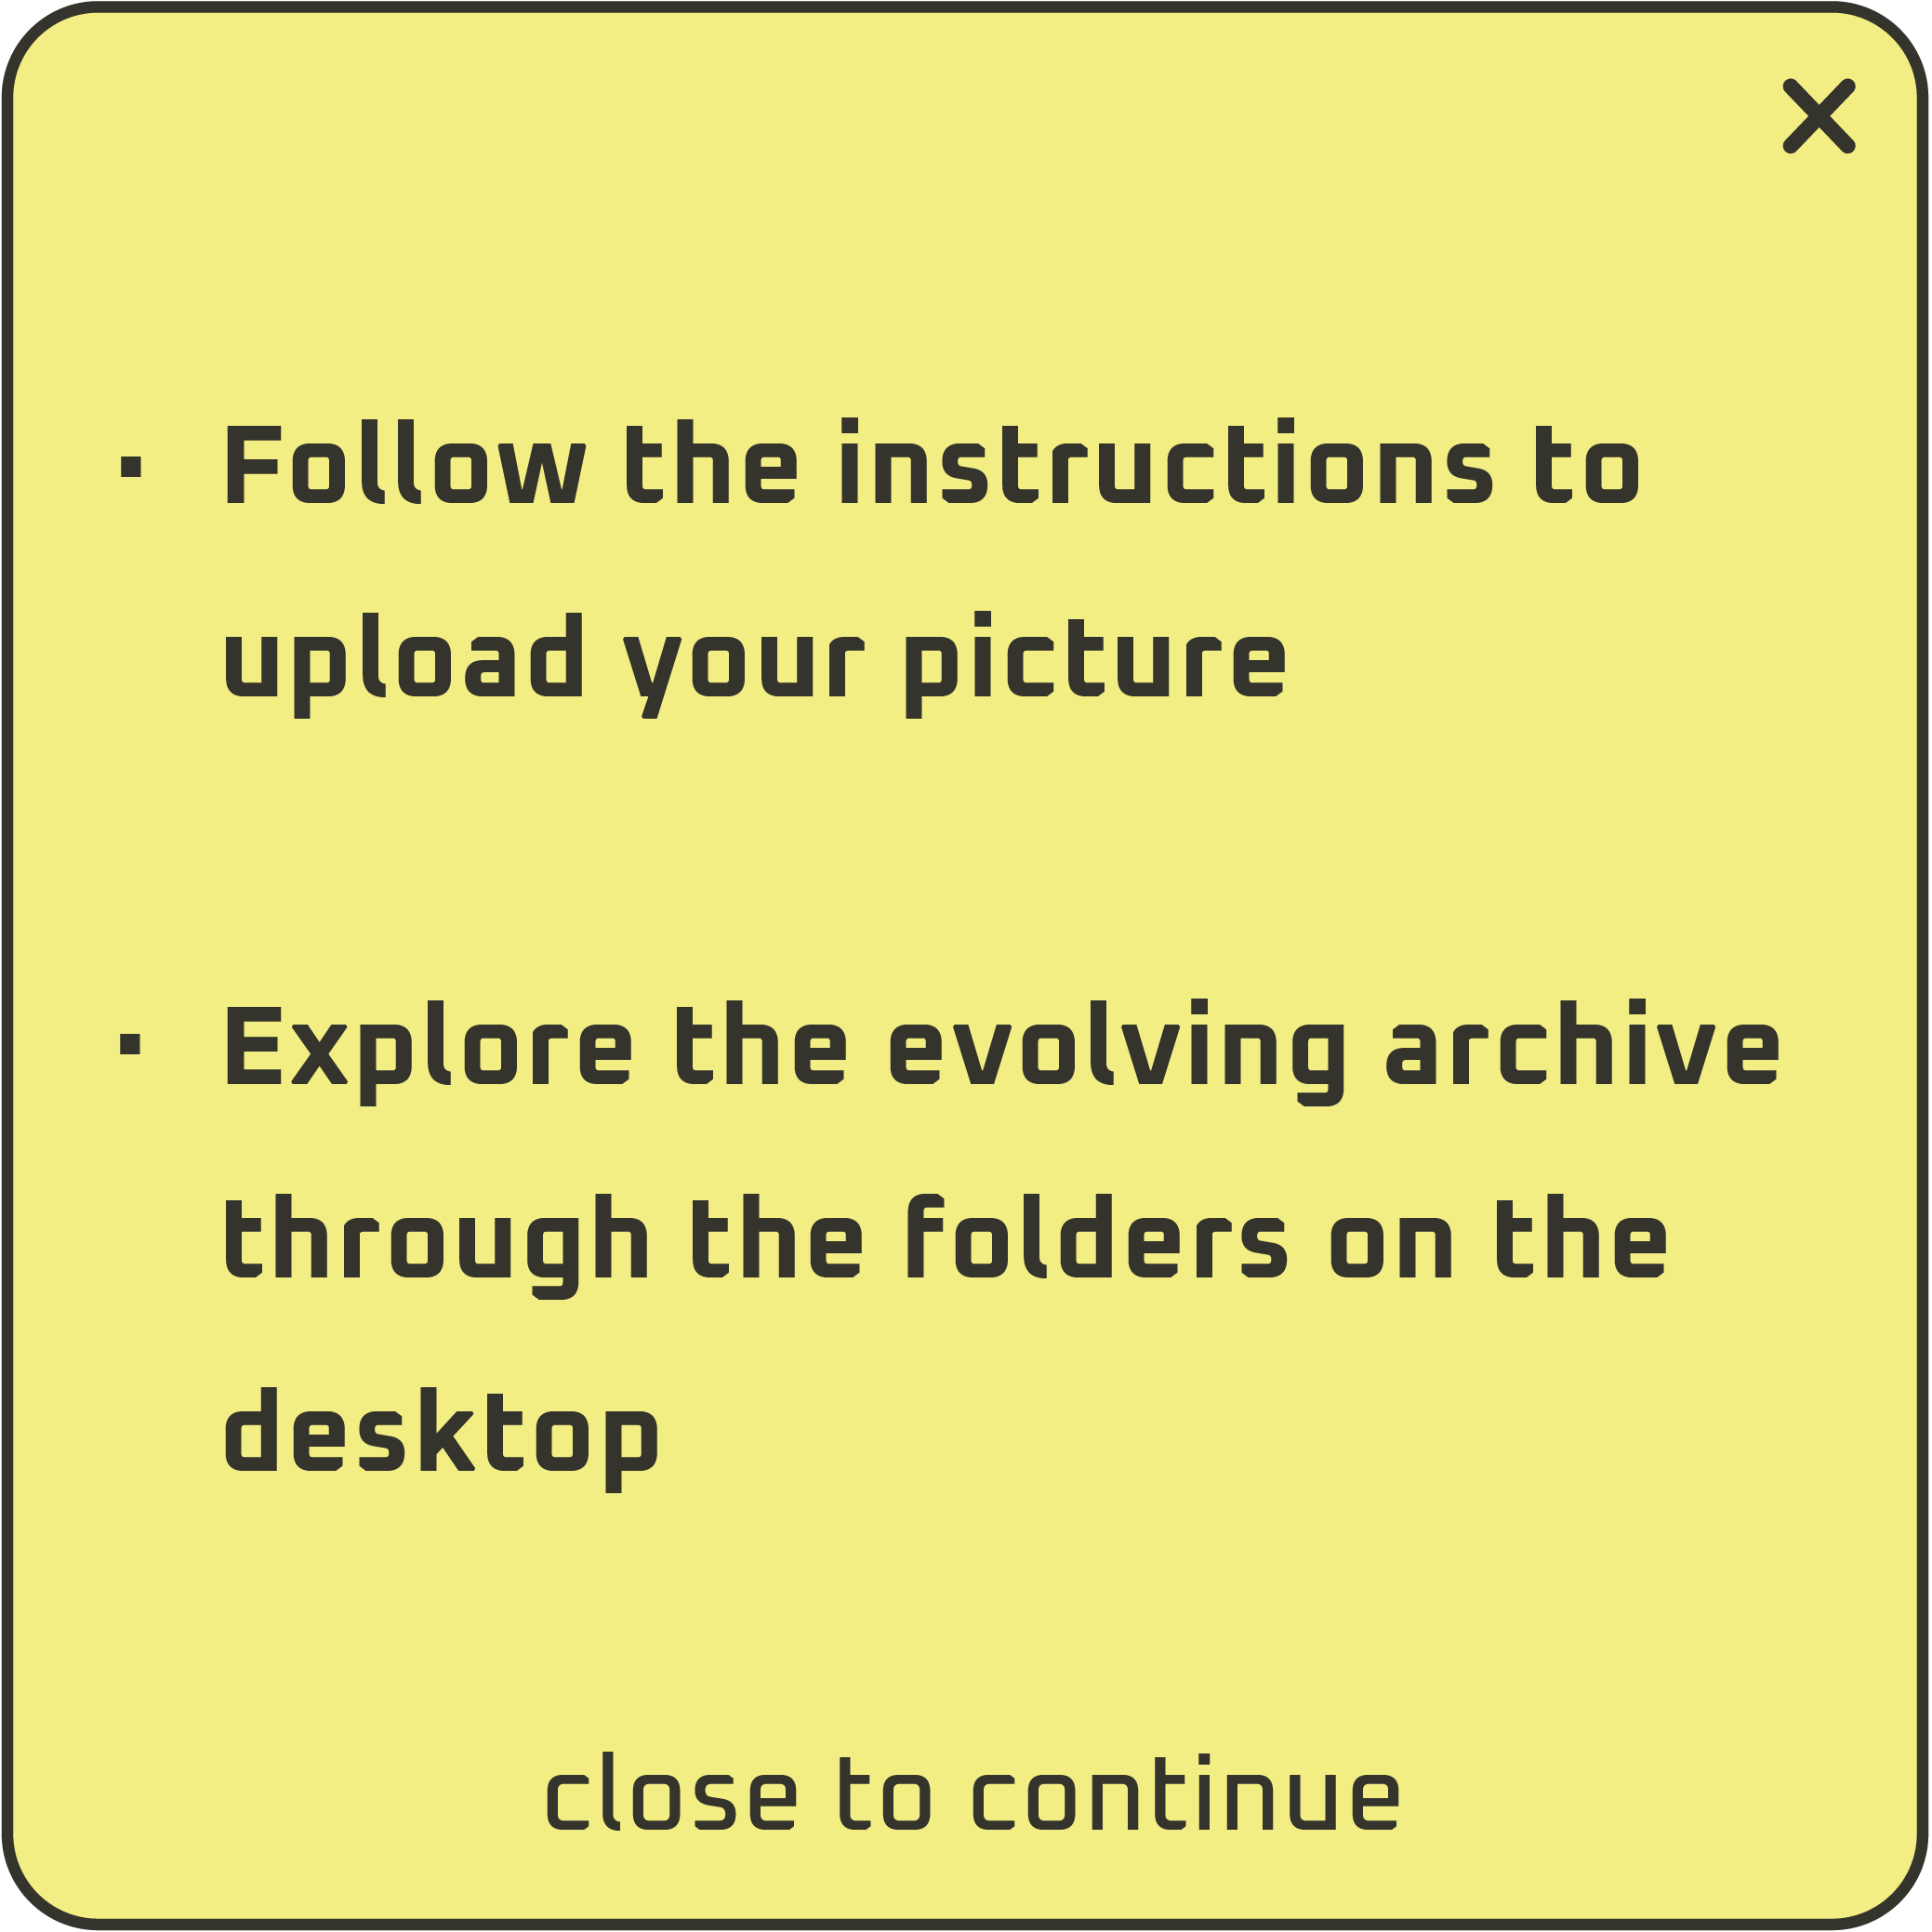 · Follow the instructions to
upload your picture
· Explore the evolving archive
through the folders on the
desktop
close to continue